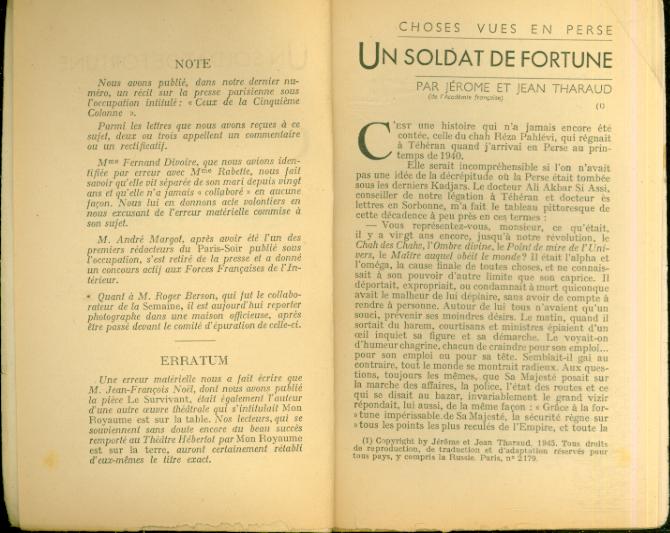 NOTE
Nous avons publié, dans notre dernier nu-
méro, un récit sur la presse parisienne sous
l'occupation intitulé : « Ceux de la Cinquième
Colonne ».
Parmi les lettres que nous avons reçues à ce
sujet, deux ou trois appellent un commentaire
ou un rectificatif.
Mme Fernand Divoire, que nous avions iden-
tifiée par erreur avec Mme Rabette, nous fait
savoir qu'elle vit séparée de son mari depuis vingt
ans et qu'elle n'a jamais « collaboré » en aucune
façon. Nous lui en donnons acte volontiers en
nous excusant de l'erreur matérielle commise à
son sujet.
M. André Margot, après avoir été l'un des
premiers rédacteurs du Paris-Soir publié sous
l'occupation, s'est retiré de la presse et a donné
un concours actif aux Forces Françaises de l'In-
térieur.
* Quant à M. Roger Berson, qui fut le collabo-
rateur de la Semaine, il est aujourd'hui reporter
photographe dans une maison officieuse, après
être passé devant le comité d'épuration de celle-ci.
ERRATUM
Une erreur matérielle nous a fait écrire que
M. Jean-François Noël, dont nous avons publié
la pièce Le Survivant, était également l'auteur
d'une autre œuvre théâtrale qui s'intitulait Mon
Royaume est sur la table. Nos lecteurs, qui se
souviennent sans doute encore du beau succès
remporté au Théâtre Hébertot par Mon Royaume
est sur la terre, auront certainement rétabli
d'eux-mêmes le titre exact.
CHOSES VUES EN PERSE
UN SOLDAT DE FORTUNE
PAR JÉROME ET JEAN THARAUD
(de l'Académie française)
(1)
C'EST une histoire qui n'a jamais encore été
contée, celle du chah Réza Pahlévi, qui régnait
à Téhéran quand j'arrivai en Perse au prin-
temps de 1940.
Elle serait incompréhensible si l'on n'avait
pas une idée de la décrépitude où la Perse était tombée
sous les derniers Kadjars. Le docteur Ali Akbar Si Assi,
conseiller de notre légation à Téhéran et docteur ès
lettres en Sorbonne, m'a fait le tableau pittoresque de
cette décadence à peu près en ces termes :
— Vous représentez-vous, monsieur, ce qu'était,
il y a vingt ans encore, jusqu'à notre révolution, le
Chah des Chahs, l'Ombre divine, le Point de mire de l'Uni-
vers, le Maître auquel obéit le monde ? Il était l'alpha et
l'oméga, la cause finale de toutes choses, et ne connais-
sait à son pouvoir d'autre limite que son caprice. Il
déportait, expropriait, ou condamnait à mort quiconque
avait le malheur de lui déplaire, sans avoir de compte à
rendre à personne. Autour de lui tous n'avaient qu'un
souci, prévenir ses moindres désirs. Le matin, quand il
sortait du harem, courtisans et ministres épiaient d'un
œil inquiet sa figure et sa démarche. Le voyait-on
d'humeur chagrine, chacun de craindre pour son emploi...
pour son emploi ou pour sa tête. Semblait-il gai au
contraire, tout le monde se montrait radieux. Aux ques-
tions, toujours les mêmes, que Sa Majesté posait sur
la marche des affaires, la police, l'état des routes et ce
qui se disait au bazar, invariablement le grand vizir
répondait, lui aussi, de la même façon : « Grâce à la for-
» tune impérissable de Sa Majesté, la sécurité règne sur
» tous les points les plus reculés de l'Empire, et toute la
(1) Copyright by Jérôme et Jean Tharaud, 1945. Tous droits
de reproduction, de traduction et d'adaptation réservés pour
tous pays, y compris la Russie. Paris, n° 2179.